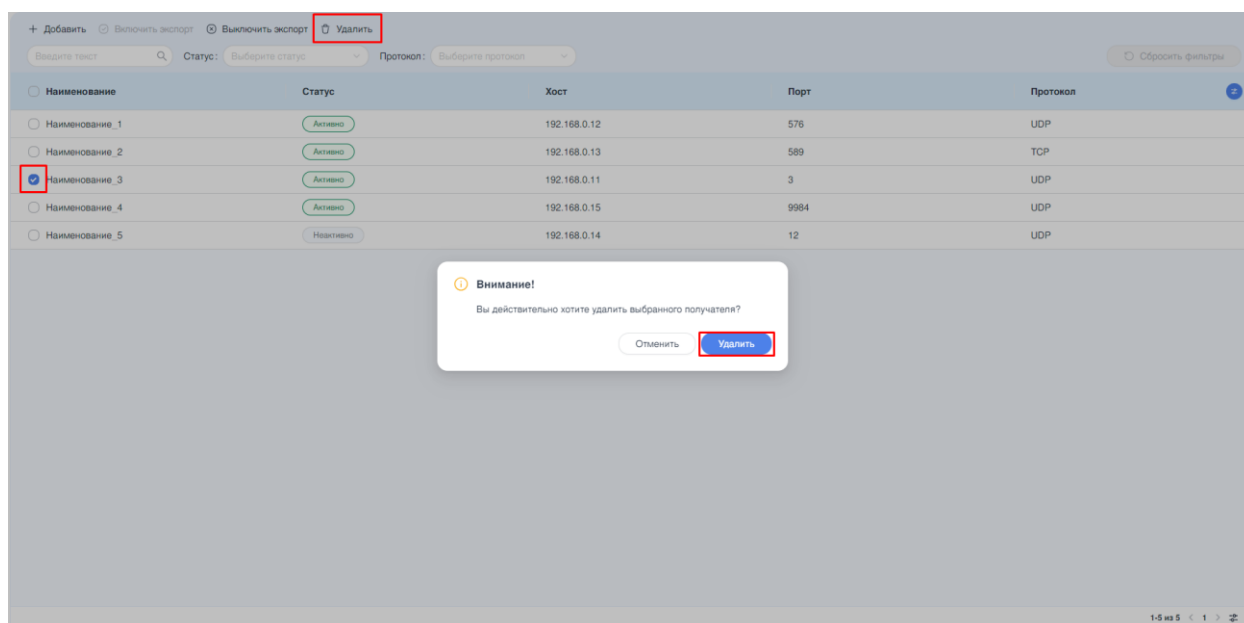 + Добавить Включить экспорт Выключить экспорт Удалить
Введите текст Статус: Выберите статус Протокол: Выберите протокол Сбросить фильтры
Наименование Статус Хост Порт Протокол
Наименование_1 Активно 192.168.0.12 576 UDP
Наименование_2 Активно 192.168.0.13 589 TCP
Наименование_3 Активно 192.168.0.11 3 UDP
Наименование_4 Активно 192.168.0.15 9984 UDP
Наименование_5 Неактивно 192.168.0.14 12 UDP
Внимание!
Вы действительно хотите удалить выбранного получателя?
Отменить Удалить
1-5 из 5 < 1 >